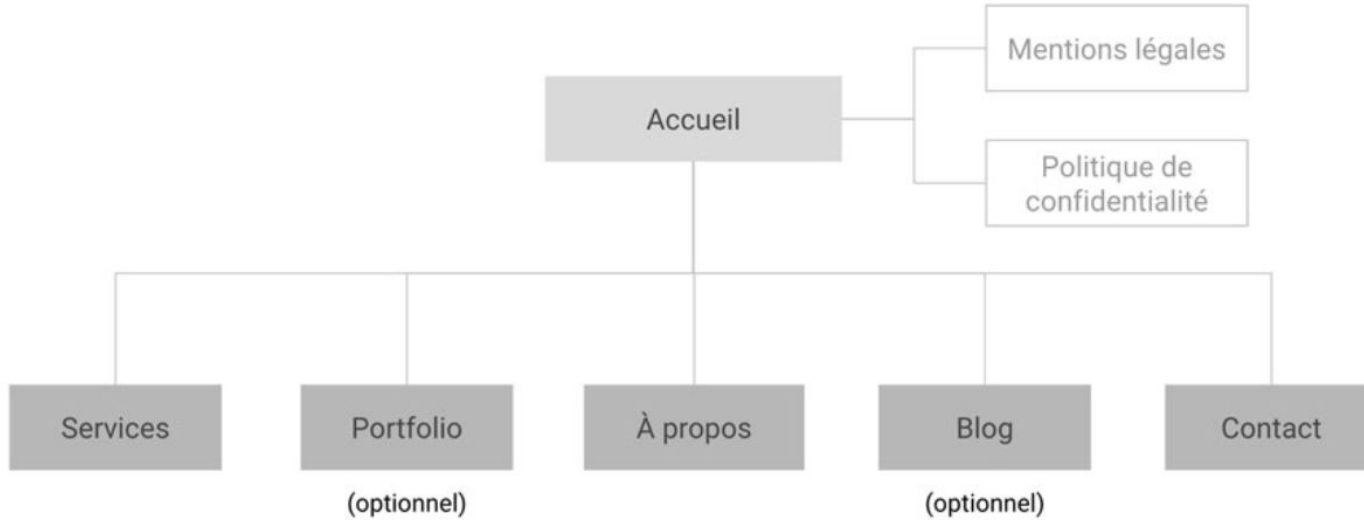 Mentions légales
Accueil
Politique de
confidentialité
Services
Portfolio
À propos
Blog
Contact
(optionnel)
(optionnel)